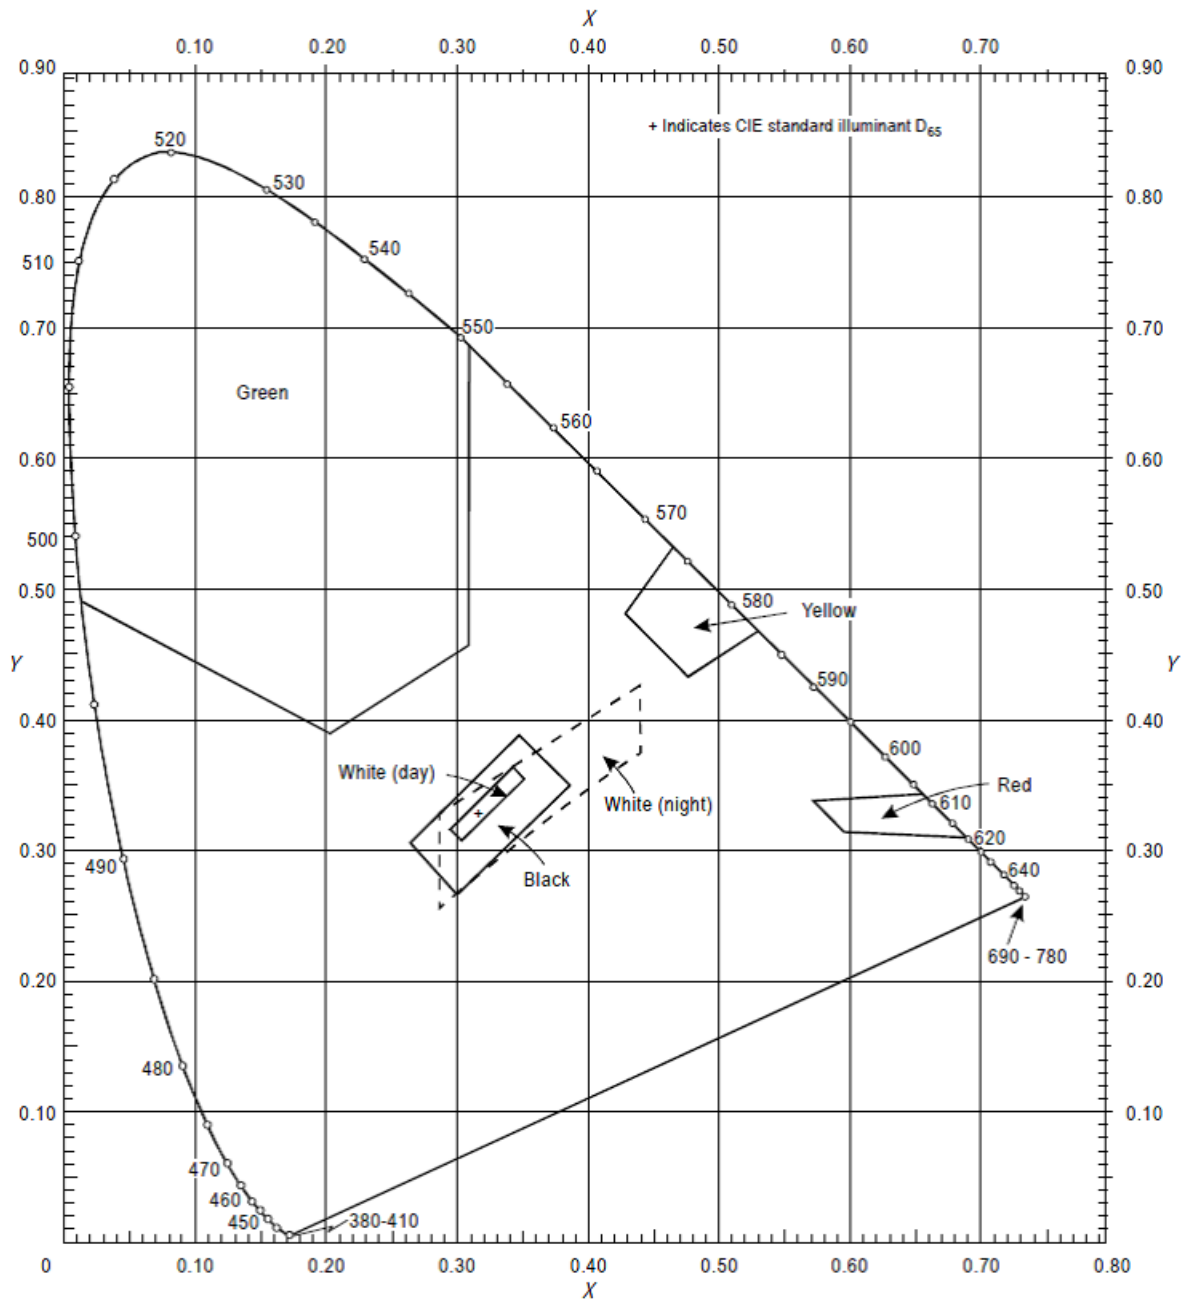 X
0.10 0.20 0.30 0.40 0.50 0.60 0.70
0.90 0.90
+ Indicates CIE standard illuminant D65
520
530
0.80 0.80
540
510
550
0.70 0.70
Green
560
0.60 0.60
570
500
0.50 0.50
580
Yellow
Y Y
590
0.40 0.40
600
White (day)
Red
White (night)
610
620
0.30 0.30
490
640
Black
690 - 780
0.20 0.20
480
0.10 0.10
470
460
450
380-410
0 0.10 0.20 0.30 0.40 0.50 0.60 0.70 0.80
X